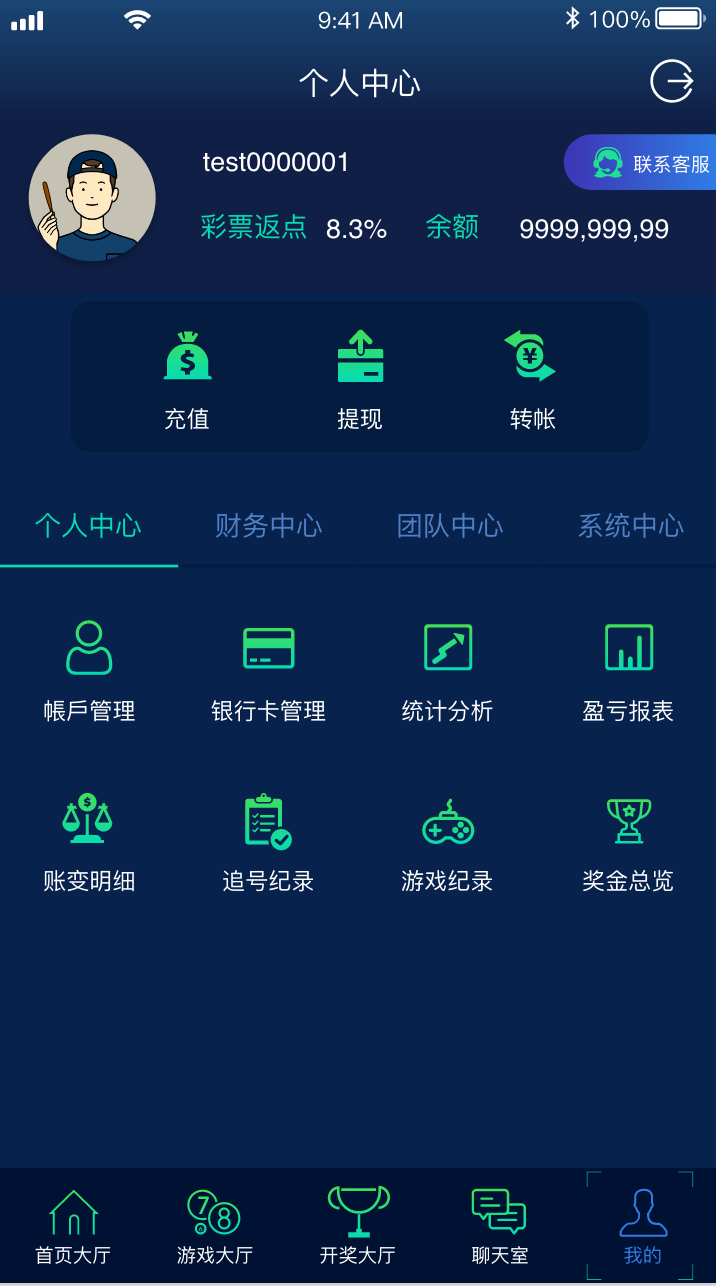 9:41 AM 100%
个人中心
test0000001
联系客服
彩票返点 8.3% 余额 9999,999,99
充值 提现 转帐
个人中心 财务中心 团队中心 系统中心
帳戶管理 银行卡管理 统计分析 盈亏报表
账变明细 追号纪录 游戏纪录 奖金总览
7 8
首页大厅 游戏大厅 开奖大厅 聊天室 我的